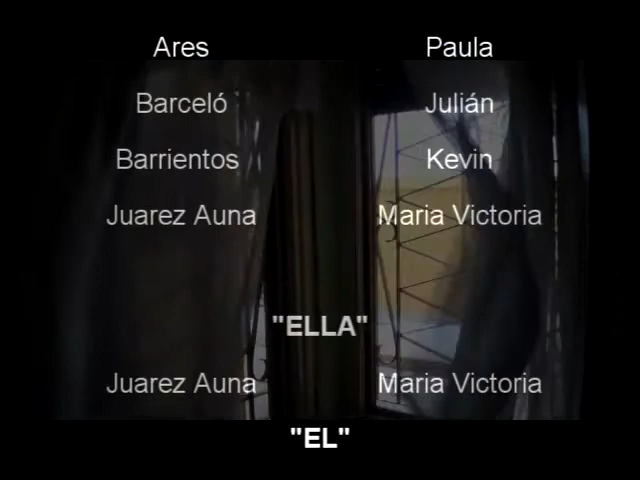 Ares Paula
Barceló Julián
Barrientos Kevin
Juarez Auna Maria Victoria
"ELLA"
Juarez Auna Maria Victoria
"EL"